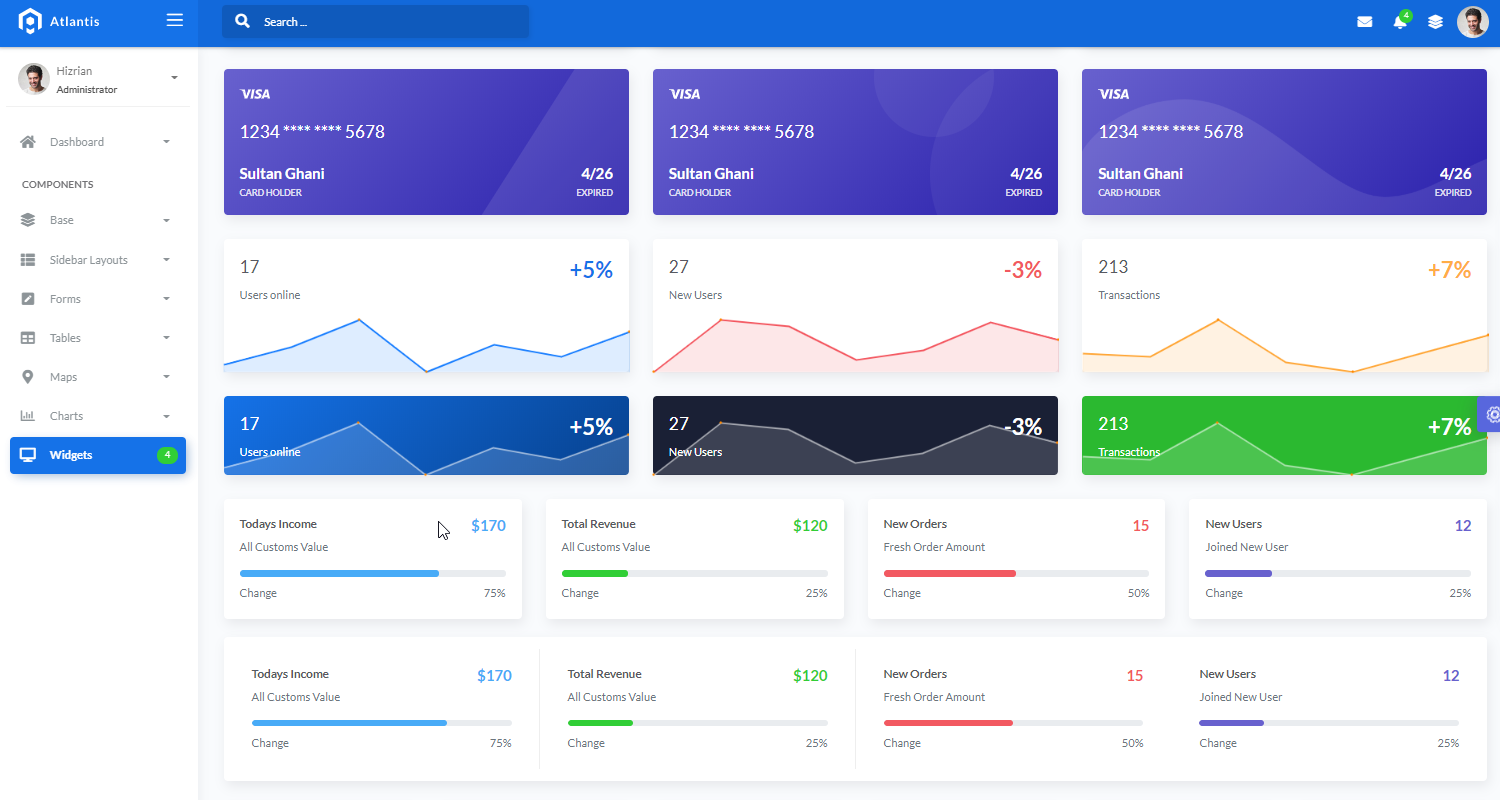 Atlantis
Search ...
4
Hizrian
Administrator
Dashboard
COMPONENTS
Base
Sidebar Layouts
Forms
Tables
Maps
Charts
Widgets 4
VISA
1234 **** **** 5678
Sultan Ghani 4/26
CARD HOLDER EXPIRED
VISA
1234 **** **** 5678
Sultan Ghani 4/26
CARD HOLDER EXPIRED
VISA
1234 **** **** 5678
Sultan Ghani 4/26
CARD HOLDER EXPIRED
17 +5%
Users online
27 -3%
New Users
213 +7%
Transactions
17 +5%
Users online
27 -3%
New Users
213 +7%
Transactions
Todays Income $170
All Customs Value
Change 75%
Total Revenue $120
All Customs Value
Change 25%
New Orders 15
Fresh Order Amount
Change 50%
New Users 12
Joined New User
Change 25%
Todays Income $170
All Customs Value
Change 75%
Total Revenue $120
All Customs Value
Change 25%
New Orders 15
Fresh Order Amount
Change 50%
New Users 12
Joined New User
Change 25%